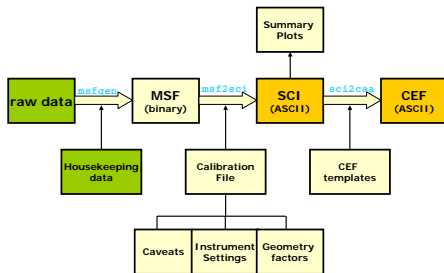 Summary
Plots
msfgen
msf2sci
sci2caa
raw data
MSF
(binary)
SCI
(ASCII)
CEF
(ASCII)
Housekeeping
data
Calibration
File
CEF
templates
Caveats
Instrument
Settings
Geometry
factors